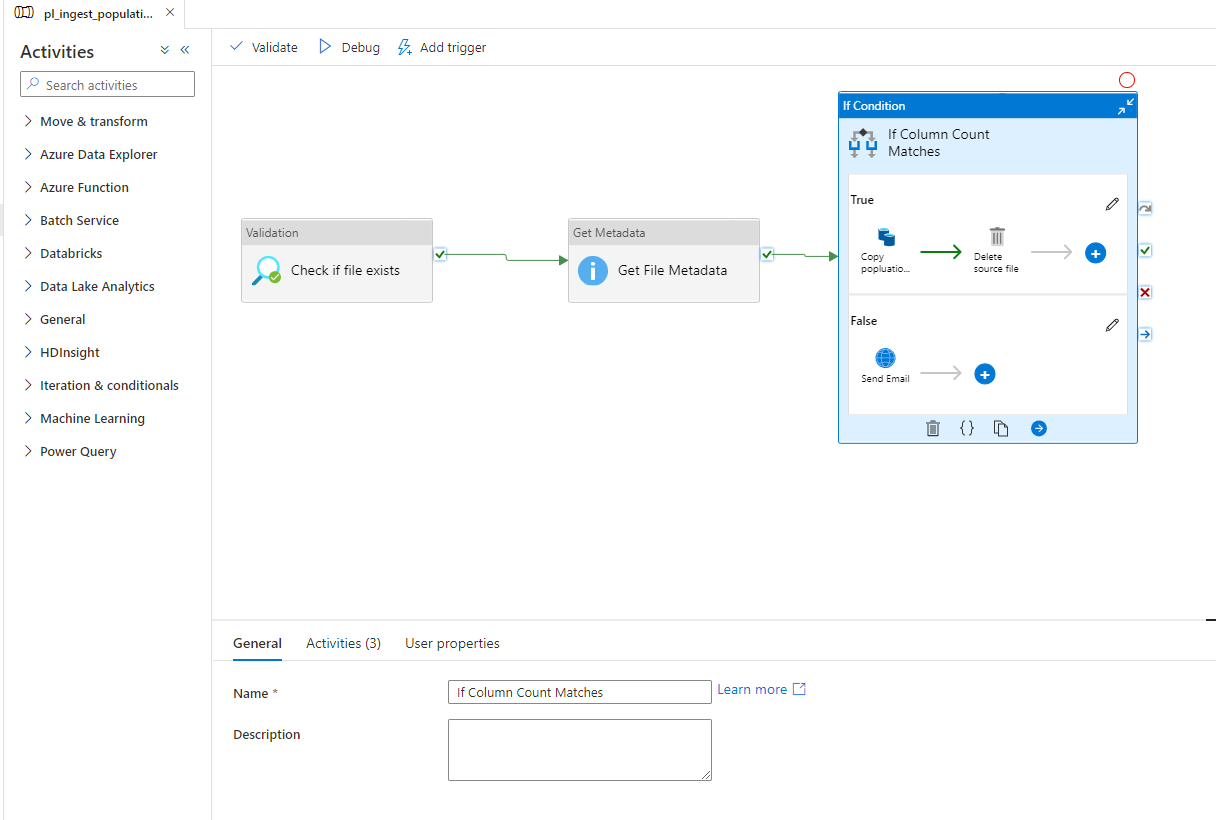 pl_ingest_populati...
Activities
Search activities
Move & transform
Azure Data Explorer
Azure Function
Batch Service
Databricks
Data Lake Analytics
General
HDInsight
Iteration & conditionals
Machine Learning
Power Query
Validate
Debug
Add trigger
Validation
Check if file exists
Get Metadata
Get File Metadata
If Condition
If Column Count
Matches
True
Copy
popluatio...
Delete
source file
False
Send Email
General
Activities (3)
User properties
Name *
If Column Count Matches
Learn more
Description